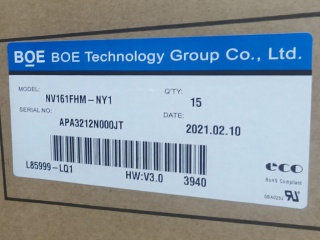 BOE BOE Technology Group Co., Ltd.
MODEL: Q'TY:
NV161FHM-NY1 15
SERIAL NO: DATE:
APA3212N000JT 2021.02.10
L85999-LQ1 HW:V3.0 3940
eco
RoHS Compliant